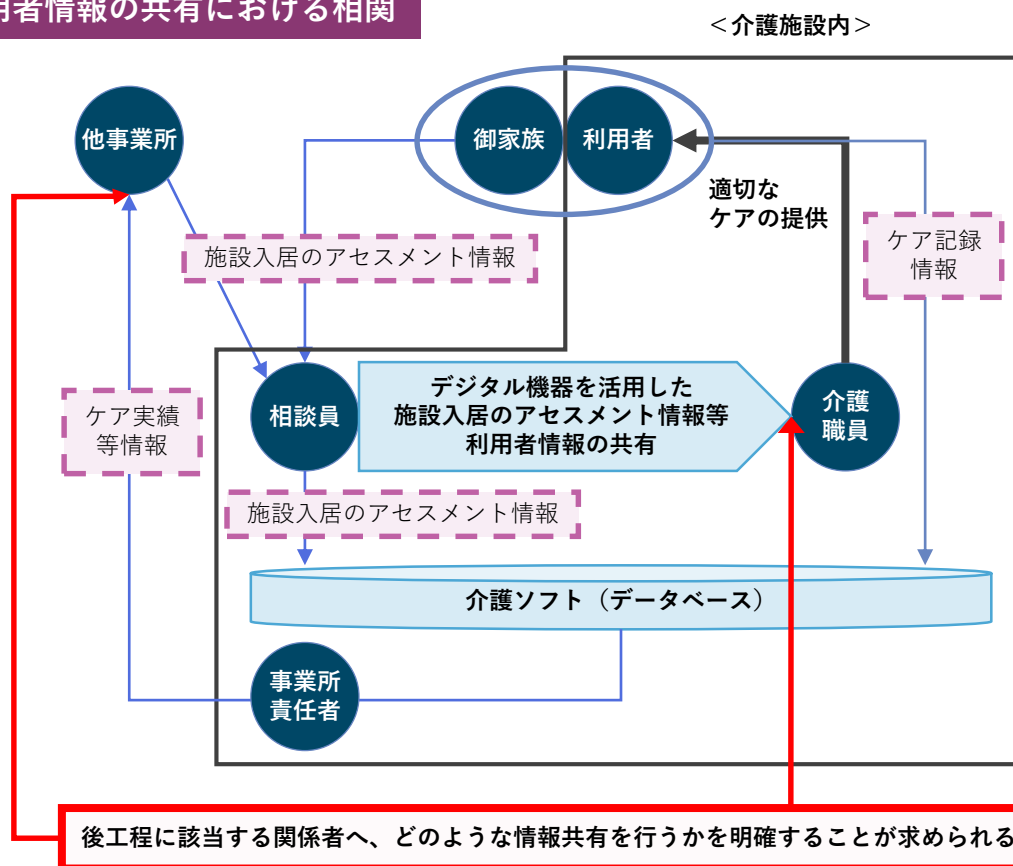 用者情報の共有における相関
＜介護施設内＞
他事業所
御家族
利用者
適切な
ケアの提供
施設入居のアセスメント情報
ケア記録
情報
ケア実績
等情報
相談員
デジタル機器を活用した
施設入居のアセスメント情報等
利用者情報の共有
介護
職員
施設入居のアセスメント情報
介護ソフト（データベース）
事業所
責任者
後工程に該当する関係者へ、どのような情報共有を行うかを明確することが求められる